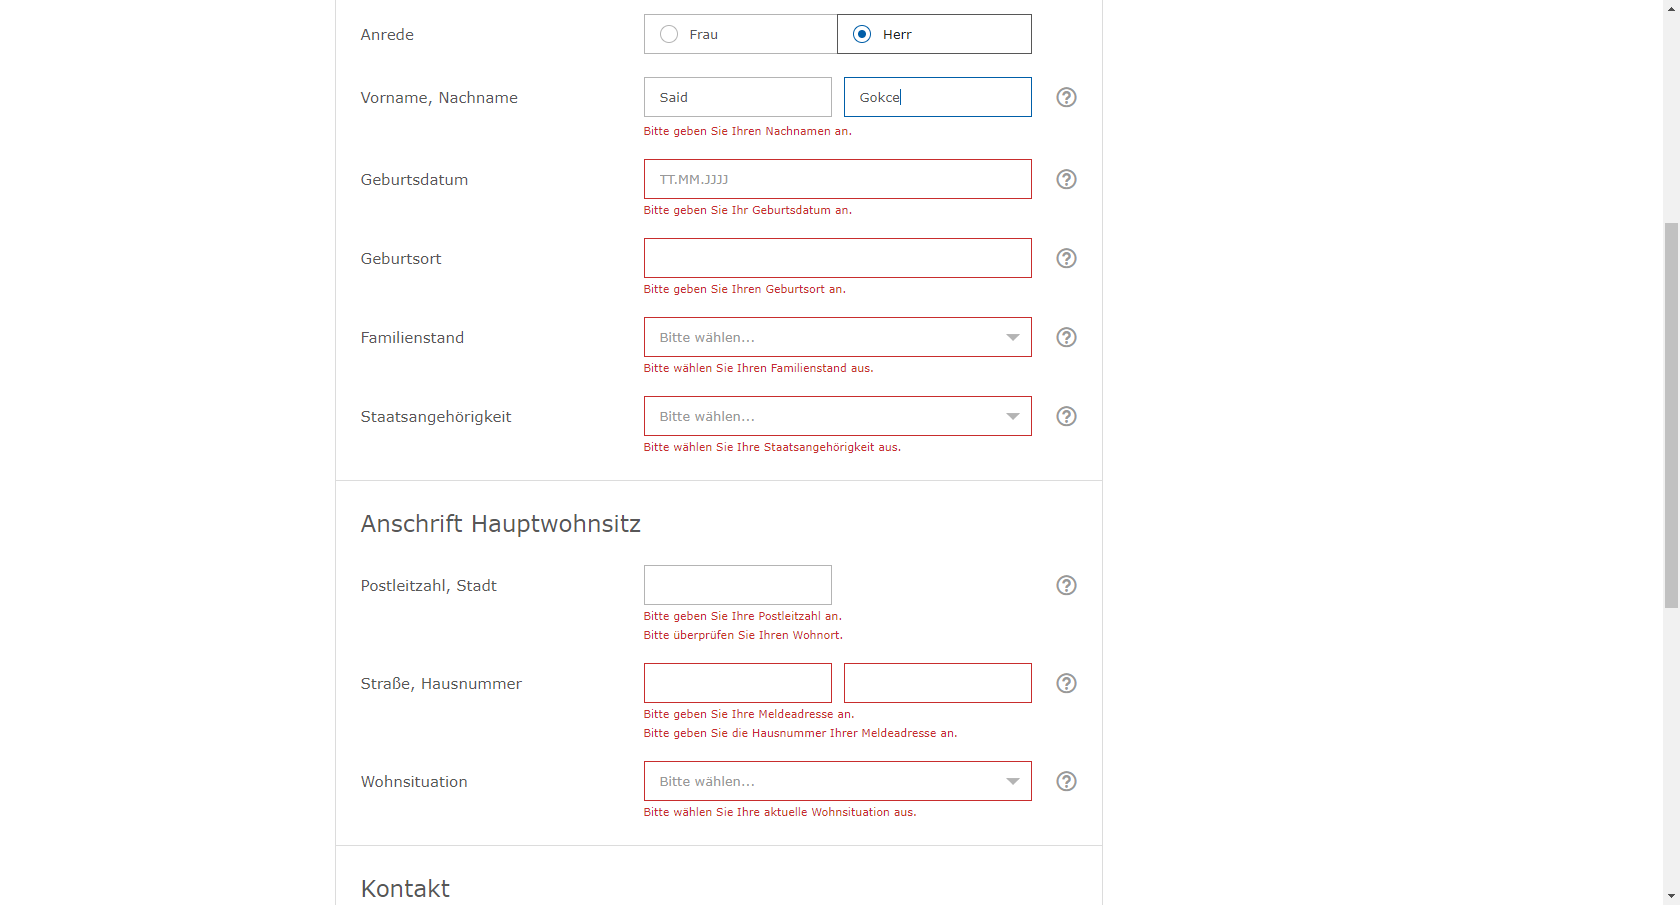 Anrede Frau Herr
Vorname, Nachname Said Gokce
Bitte geben Sie Ihren Nachnamen an.
Geburtsdatum TT.MM.JJJJ
Bitte geben Sie Ihr Geburtsdatum an.
Geburtsort
Bitte geben Sie Ihren Geburtsort an.
Familienstand Bitte wählen...
Bitte wählen Sie Ihren Familienstand aus.
Staatsangehörigkeit Bitte wählen...
Bitte wählen Sie Ihre Staatsangehörigkeit aus.
Anschrift Hauptwohnsitz
Postleitzahl, Stadt
Bitte geben Sie Ihre Postleitzahl an.
Bitte überprüfen Sie Ihren Wohnort.
Straße, Hausnummer
Bitte geben Sie Ihre Meldeadresse an.
Bitte geben Sie die Hausnummer Ihrer Meldeadresse an.
Wohnsituation Bitte wählen...
Bitte wählen Sie Ihre aktuelle Wohnsituation aus.
Kontakt